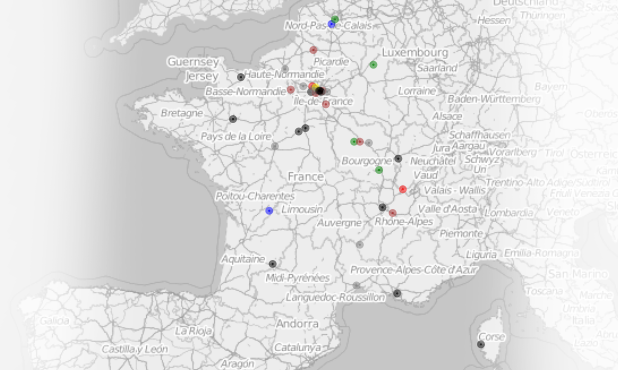 Deutschland
Thüringen
Hessen
Nord-Pas-de-Calais
Guernsey
Jersey
Picardie
Luxembourg
Haute-Normandie
Saarland
Basse-Normandie
Île-de-France
Lorraine
Baden-Württemberg
Bayern
Bretagne
Alsace
Pays de la Loire
Schaffhausen
Jura
Aargau
Vorarlberg
Tirol
Österreich
Bourgogne
Neuchâtel
Schwyz
Uri
France
Vaud
Poitou-Charentes
Limousin
Valais - Wallis
Trentino-Alto Adige/Südtirol
Friuli Venezia G
Auvergne
Rhône-Alpes
Valle d'Aosta
Lombardia
Veneto
Piemonte
Aquitaine
Midi-Pyrénées
Provence-Alpes-Côte d'Azur
Liguria
Emilia-Romagna
San Marino
Languedoc-Roussillon
Toscana
Marche
Umbria
Galicia
La Rioja
Andorra
Corse
Castilla y León
Catalunya
Aragón
Lazio